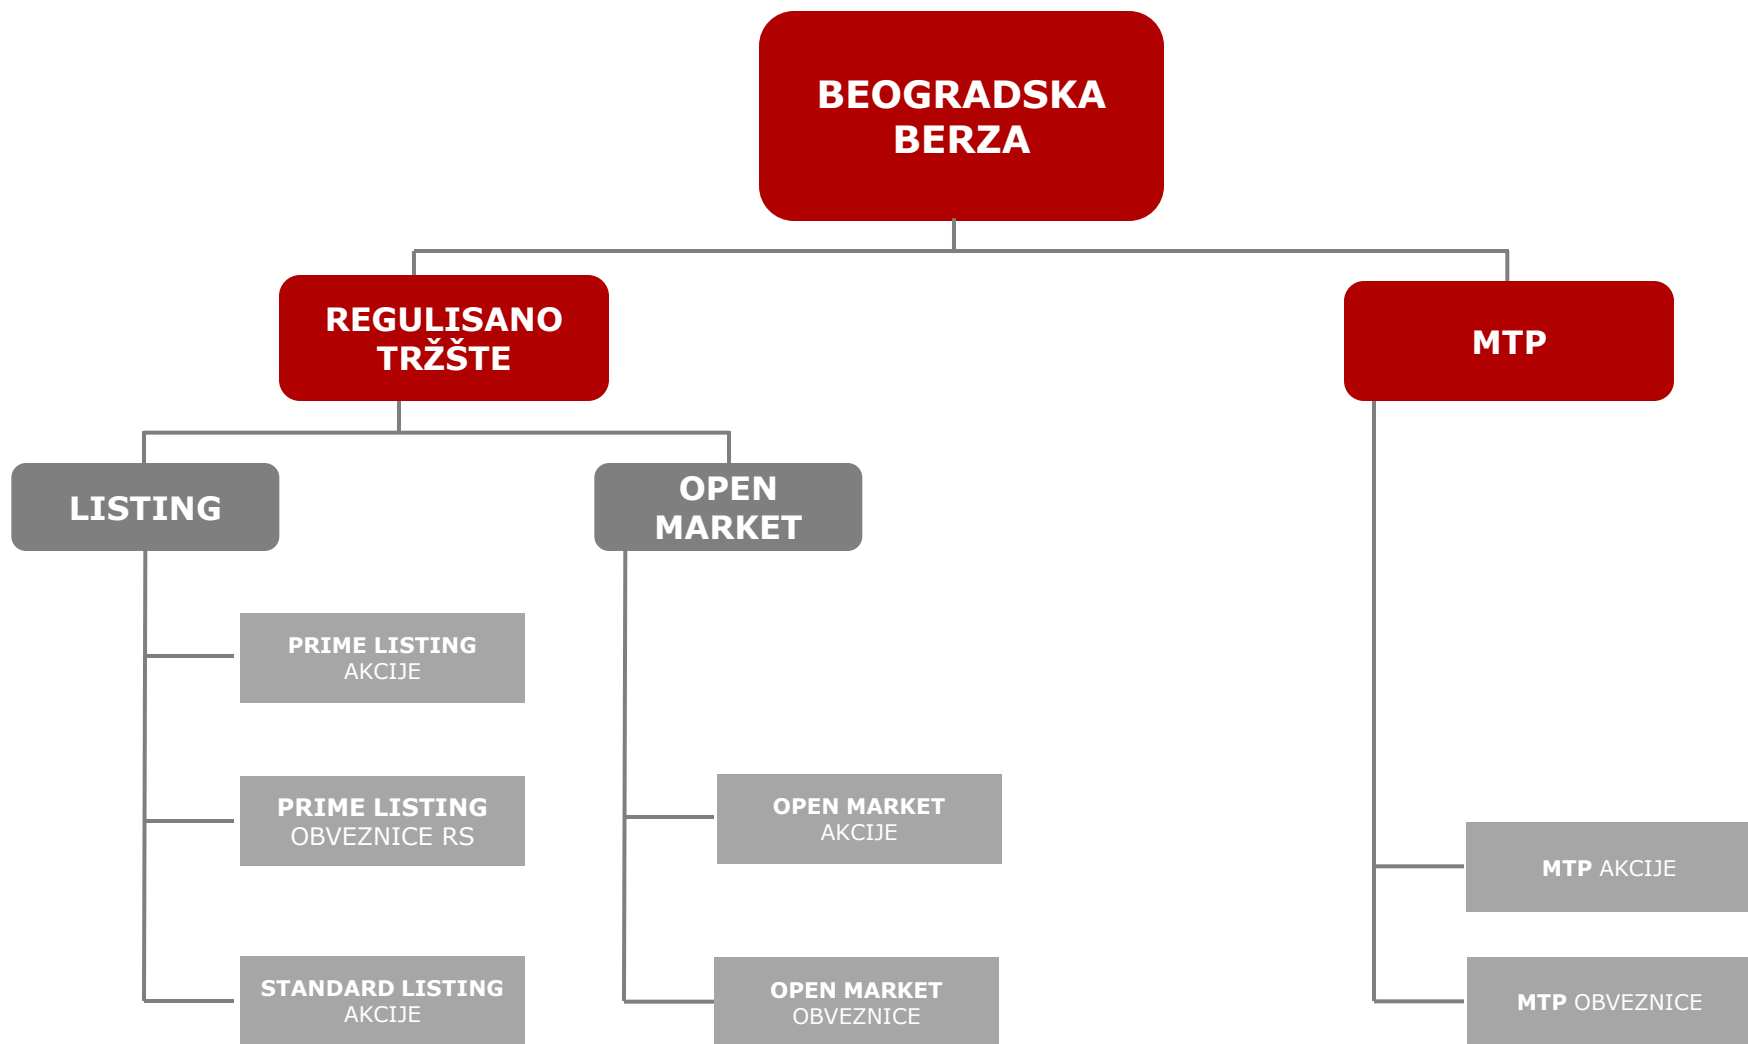 BEOGRADSKA
BERZA
REGULISANO
TRŽŠTE
MTP
LISTING
OPEN
MARKET
PRIME LISTING
AKCIJE
PRIME LISTING
OBVEZNICE RS
STANDARD LISTING
AKCIJE
OPEN MARKET
AKCIJE
OPEN MARKET
OBVEZNICE
MTP AKCIJE
MTP OBVEZNICE